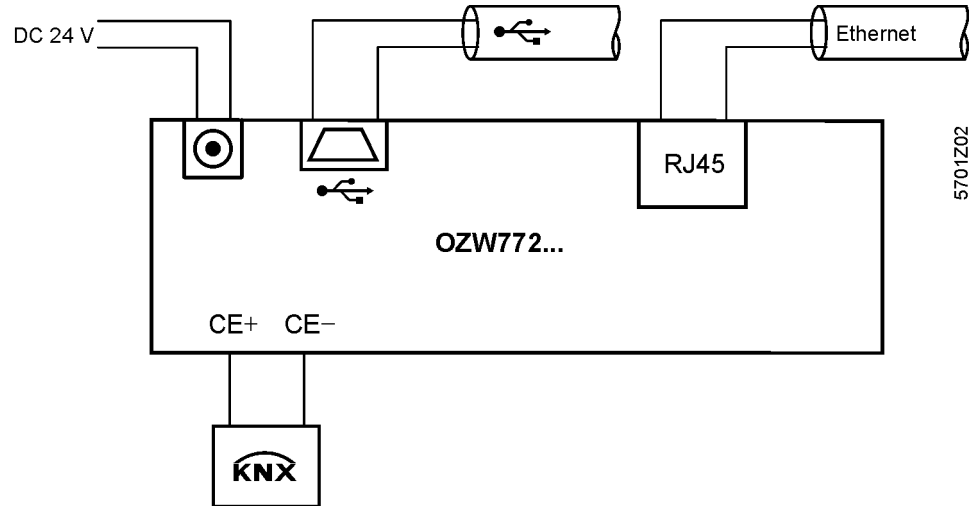 DC 24 V
Ethernet
RJ45
5701Z02
OZW772...
CE+ CE−
KNX